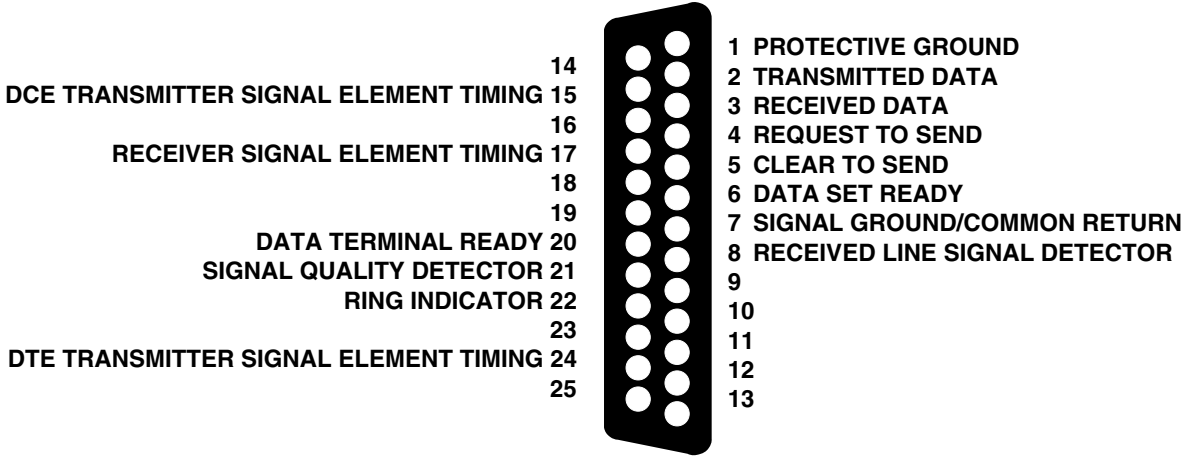 14
DCE TRANSMITTER SIGNAL ELEMENT TIMING 15
16
RECEIVER SIGNAL ELEMENT TIMING 17
18
19
DATA TERMINAL READY 20
SIGNAL QUALITY DETECTOR 21
RING INDICATOR 22
23
DTE TRANSMITTER SIGNAL ELEMENT TIMING 24
25
1 PROTECTIVE GROUND
2 TRANSMITTED DATA
3 RECEIVED DATA
4 REQUEST TO SEND
5 CLEAR TO SEND
6 DATA SET READY
7 SIGNAL GROUND/COMMON RETURN
8 RECEIVED LINE SIGNAL DETECTOR
9
10
11
12
13